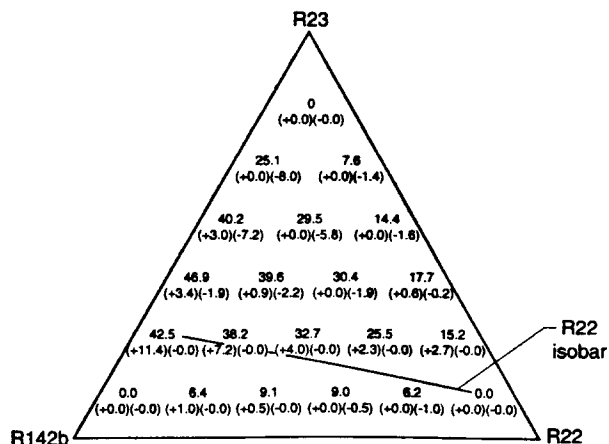 R23
0
(+0.0)(-0.0)
25.1 7.6
(+0.0)(-8.0) (+0.0)(-1.4)
40.2 29.5 14.4
(+3.0)(-7.2) (+0.0)(-5.8) (+0.0)(-1.6)
46.9 39.6 30.4 17.7
(+3.4)(-1.9) (+0.9)(-2.2) (+0.0)(-1.9) (+0.6)(-0.2)
42.5 38.2 32.7 25.5 15.2
(+11.4)(-0.0) (+7.2)(-0.0) (+4.0)(-0.0) (+2.3)(-0.0) (+2.7)(-0.0)
R22
isobar
0.0 6.4 9.1 9.0 6.2 0.0
(+0.0)(-0.0) (+1.0)(-0.0) (+0.5)(-0.0) (+0.0)(-0.5) (+0.0)(-1.0) (+0.0)(-0.0)
R142b R22